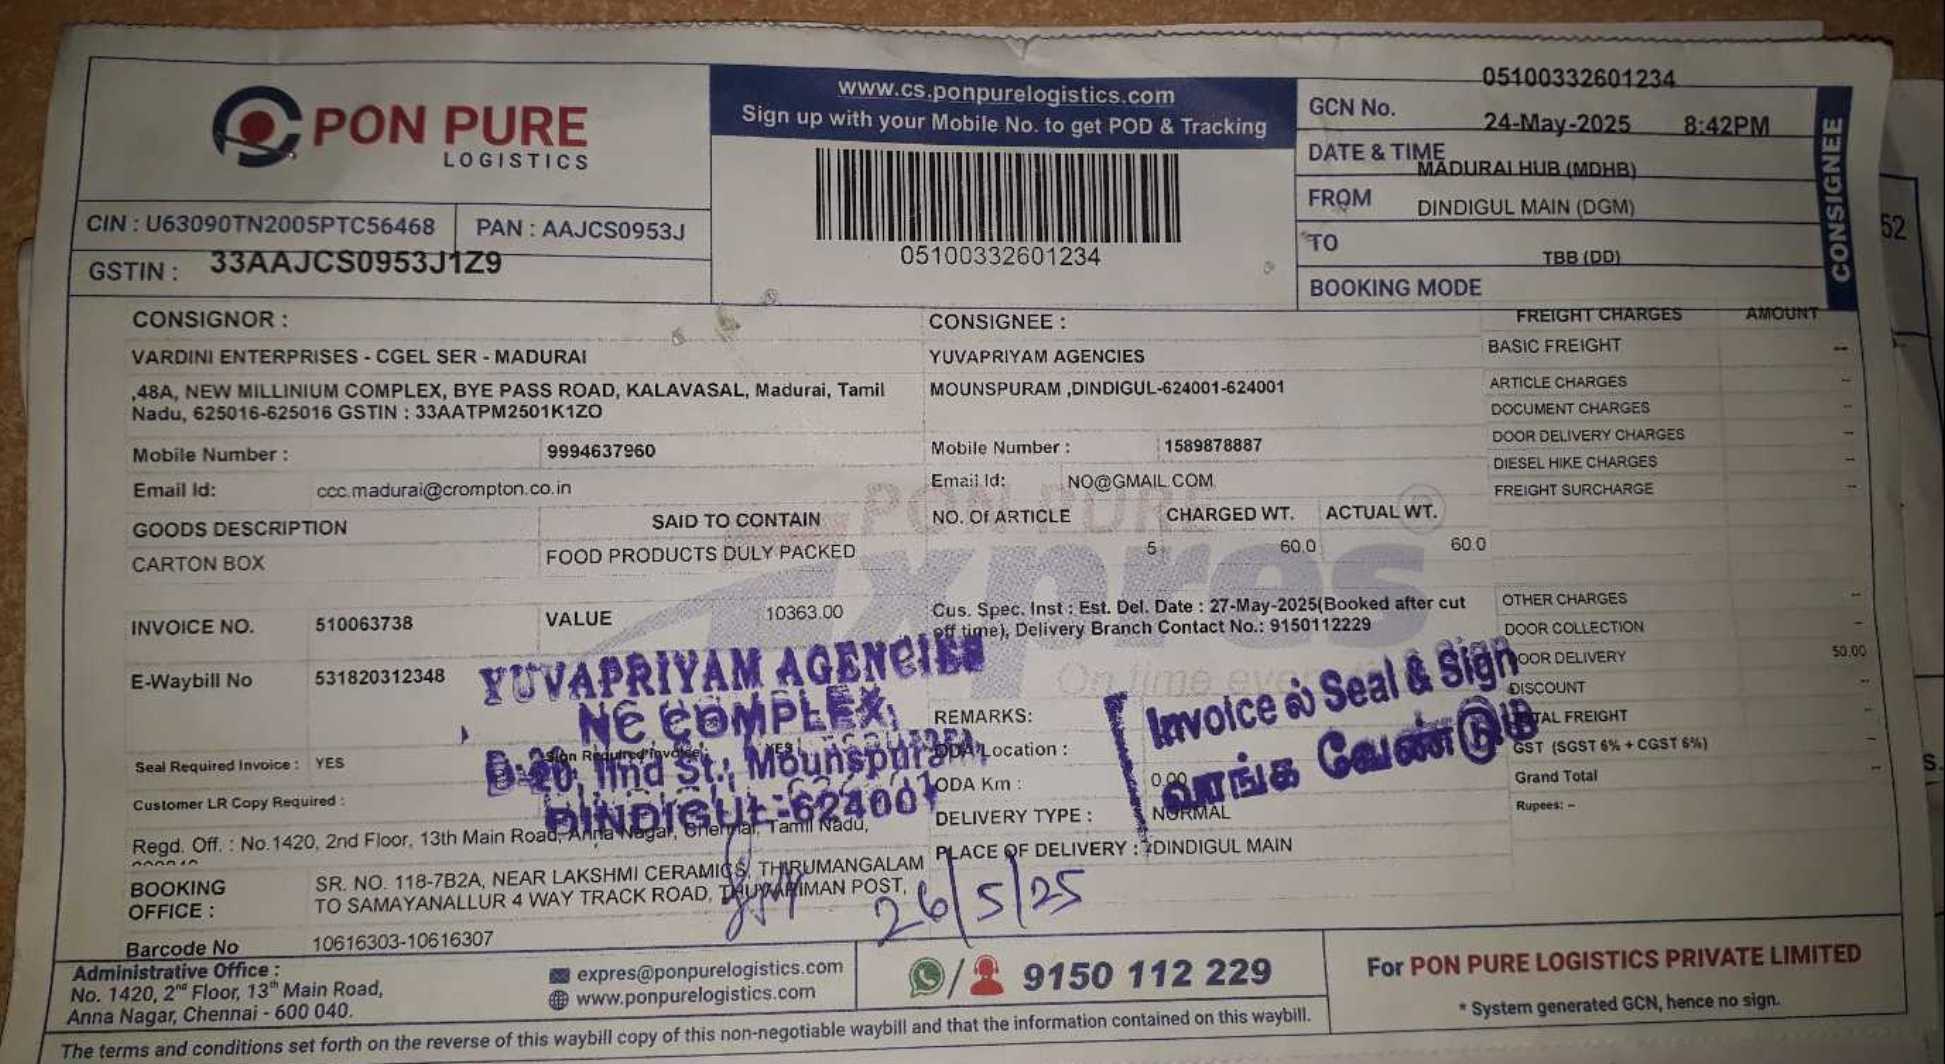 PON PURE
LOGISTICS
www.cs.ponpurelogistics.com
Sign up with your Mobile No. to get POD & Tracking
05100332601234
CIN : U63090TN2005PTC56468
PAN : AAJCS0953J
GSTIN : 33AAJCS0953J1Z9
05100332601234
GCN No.
24-May-2025 8:42PM
DATE & TIME
MADURAI HUB (MDHB)
FROM
DINDIGUL MAIN (DGM)
TO
TBB (DD)
BOOKING MODE
CONSIGNEE
52
CONSIGNOR :
VARDINI ENTERPRISES - CGEL SER - MADURAI
,48A, NEW MILLINIUM COMPLEX, BYE PASS ROAD, KALAVASAL, Madurai, Tamil
Nadu, 625016-625016 GSTIN : 33AATPM2501K1ZO
Mobile Number : 9994637960
Email Id: ccc.madurai@crompton.co.in
CONSIGNEE :
YUVAPRIYAM AGENCIES
MOUNSPURAM ,DINDIGUL-624001-624001
Mobile Number : 1589878887
Email Id: NO@GMAIL.COM
FREIGHT CHARGES AMOUNT
BASIC FREIGHT --
ARTICLE CHARGES --
DOCUMENT CHARGES --
DOOR DELIVERY CHARGES --
DIESEL HIKE CHARGES --
FREIGHT SURCHARGE --
GOODS DESCRIPTION SAID TO CONTAIN NO. Of ARTICLE CHARGED WT. ACTUAL WT.
CARTON BOX FOOD PRODUCTS DULY PACKED 5 60.0 60.0
PON PURE
Expres
On time every
INVOICE NO. 510063738 VALUE 10363.00
Cus. Spec. Inst : Est. Del. Date : 27-May-2025(Booked after cut
off time), Delivery Branch Contact No.: 9150112229
OTHER CHARGES --
DOOR COLLECTION --
DOOR DELIVERY 50.00
DISCOUNT --
TOTAL FREIGHT --
GST (SGST 6% + CGST 6%) --
Grand Total --
Rupees: --
E-Waybill No 531820312348
YUVAPRIYAM AGENCIES
NC COMPLEX,
D-20, IInd St., Mounspuram,
DINDIGUL-624001
Invoice ல் Seal & Sign
வாங்க வேண்டும்
REMARKS:
Seal Required Invoice : YES
Sign Required Invoice: YES
ODA Location :
Customer LR Copy Required :
ODA Km : 0.00
DELIVERY TYPE : NORMAL
Regd. Off. : No.1420, 2nd Floor, 13th Main Road, Anna Nagar, Chennai, Tamil Nadu,
PLACE OF DELIVERY : DINDIGUL MAIN
BOOKING
OFFICE :
SR. NO. 118-7B2A, NEAR LAKSHMI CERAMICS, THIRUMANGALAM
TO SAMAYANALLUR 4 WAY TRACK ROAD, THUVARIMAN POST,
26/5/25
Barcode No 10616303-10616307
Administrative Office :
No. 1420, 2nd Floor, 13th Main Road,
Anna Nagar, Chennai - 600 040.
expres@ponpurelogistics.com
www.ponpurelogistics.com
9150 112 229
For PON PURE LOGISTICS PRIVATE LIMITED
* System generated GCN, hence no sign.
The terms and conditions set forth on the reverse of this waybill copy of this non-negotiable waybill and that the information contained on this waybill.